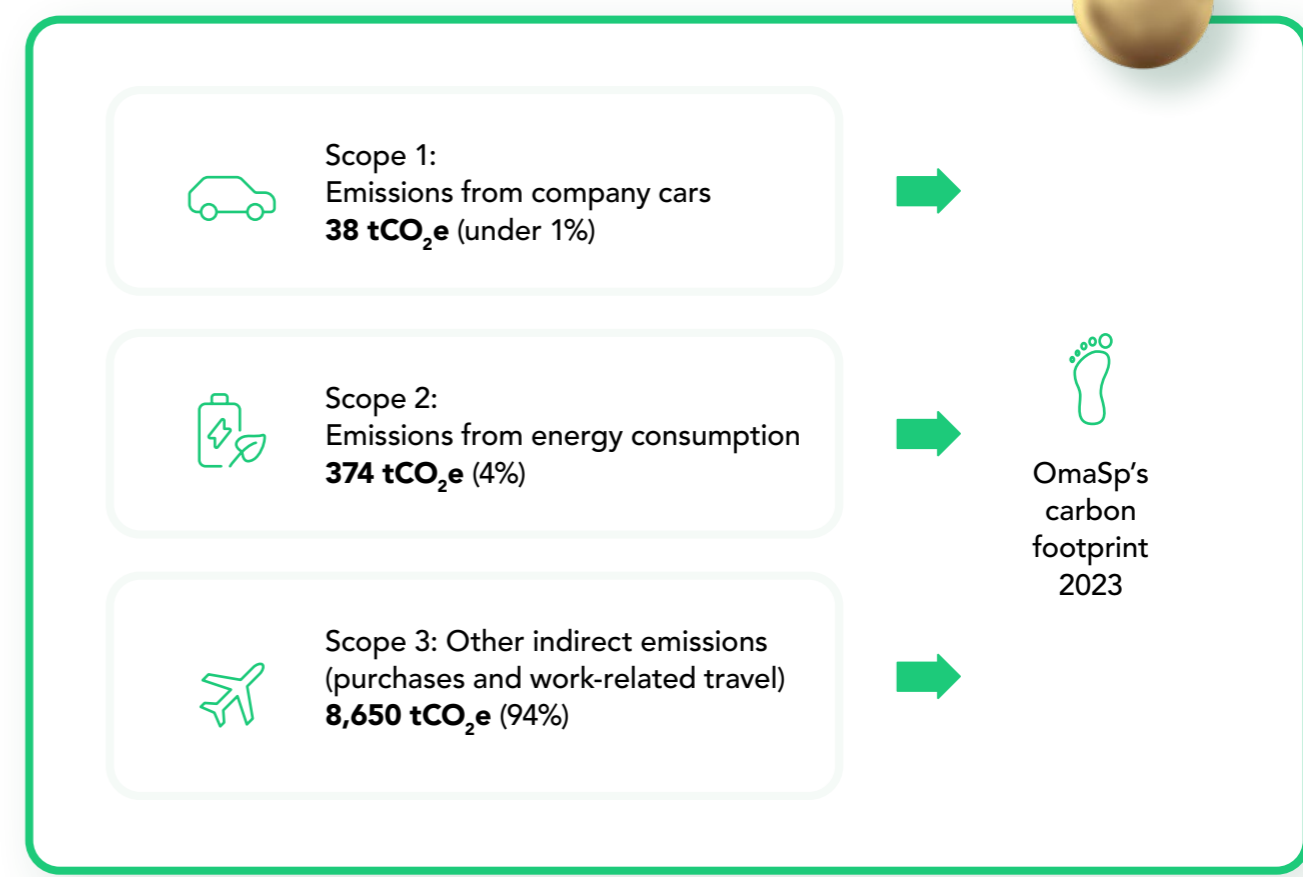 Scope 1:
Emissions from company cars
38 tCO₂e (under 1%)
Scope 2:
Emissions from energy consumption
374 tCO₂e (4%)
Scope 3: Other indirect emissions
(purchases and work-related travel)
8,650 tCO₂e (94%)
OmaSp’s
carbon
footprint
2023